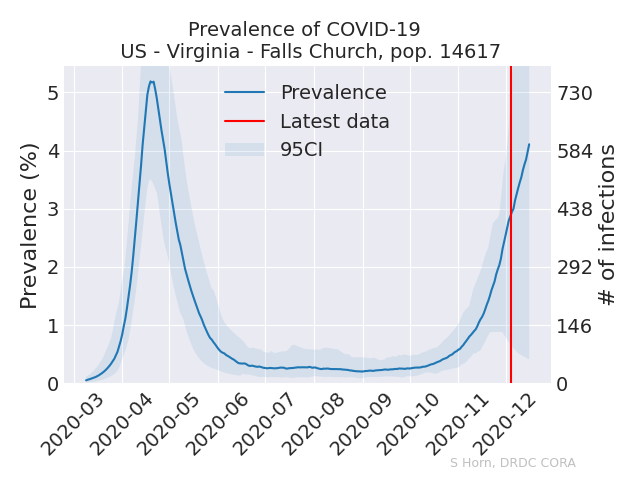 Prevalence of COVID-19
US - Virginia - Falls Church, pop. 14617
Prevalence
Latest data
95CI
Prevalence (%)
5
4
3
2
1
0
730
584
438
292
146
0
# of infections
2020-03
2020-04
2020-05
2020-06
2020-07
2020-08
2020-09
2020-10
2020-11
2020-12
S Horn, DRDC CORA